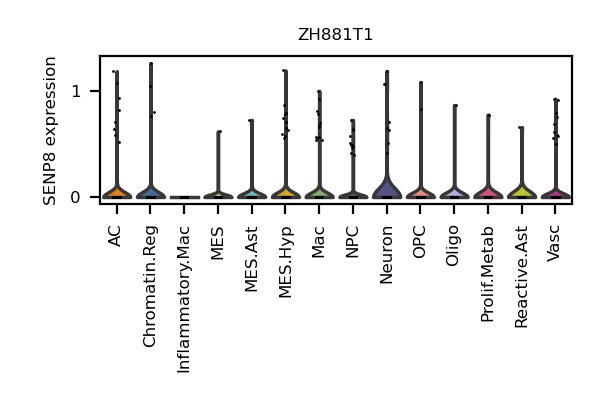 ZH881T1
SENP8 expression
1
0
AC
Chromatin.Reg
Inflammatory.Mac
MES
MES.Ast
MES.Hyp
Mac
NPC
Neuron
OPC
Oligo
Prolif.Metab
Reactive.Ast
Vasc